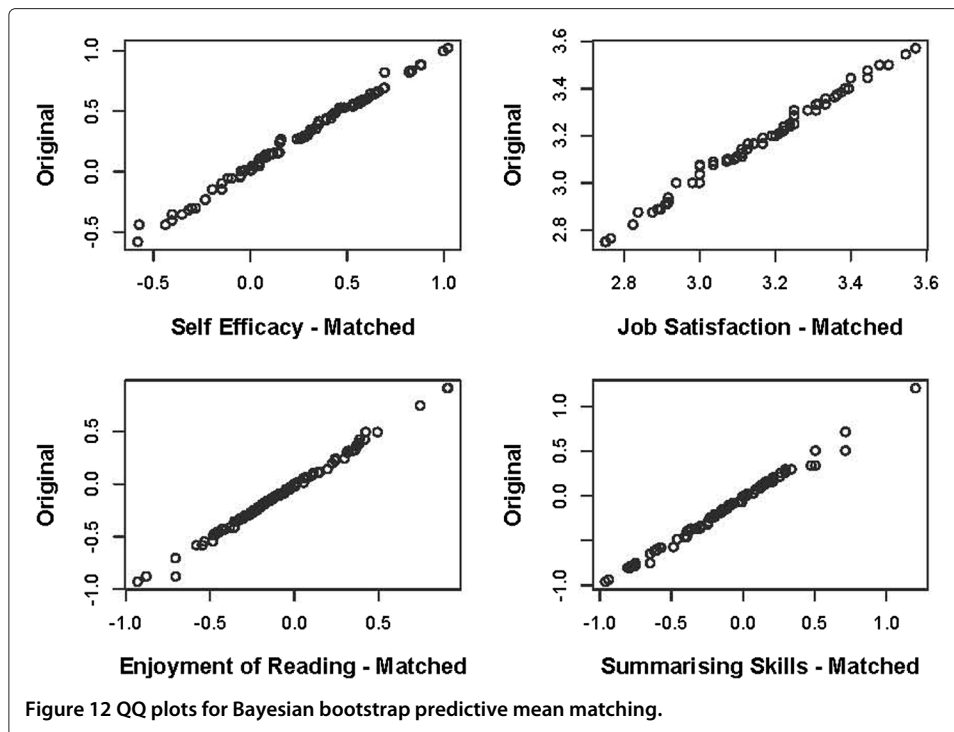 Original
1.0
0.5
0.0
-0.5
-0.5 0.0 0.5 1.0
Self Efficacy - Matched
Original
3.6
3.4
3.2
3.0
2.8
2.8 3.0 3.2 3.4 3.6
Job Satisfaction - Matched
Original
0.5
0.0
-0.5
-1.0
-1.0 -0.5 0.0 0.5
Enjoyment of Reading - Matched
Original
1.0
0.5
0.0
-1.0
-1.0 -0.5 0.0 0.5 1.0
Summarising Skills - Matched
Figure 12 QQ plots for Bayesian bootstrap predictive mean matching.